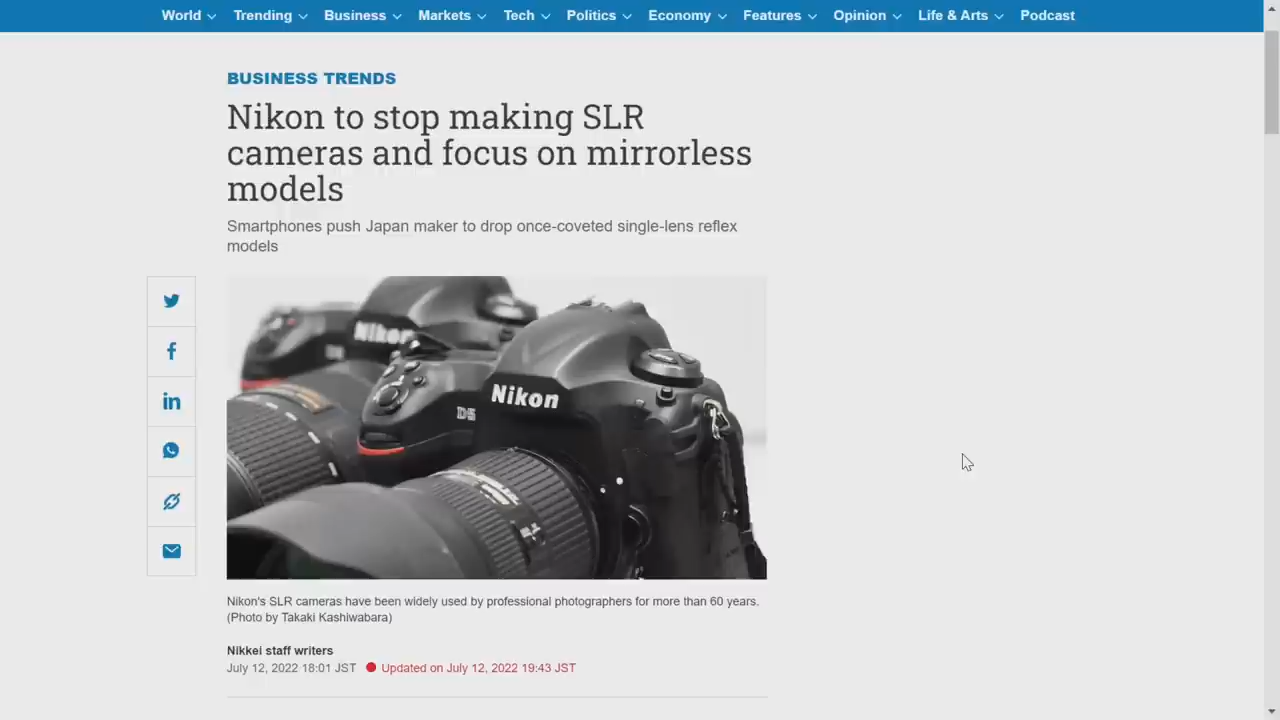 World Trending Business Markets Tech Politics Economy Features Opinion Life & Arts Podcast
BUSINESS TRENDS
Nikon to stop making SLR
cameras and focus on mirrorless
models
Smartphones push Japan maker to drop once-coveted single-lens reflex
models
Nikon
Nikon
D5
Nikon's SLR cameras have been widely used by professional photographers for more than 60 years.
(Photo by Takaki Kashiwabara)
Nikkei staff writers
July 12, 2022 18:01 JST Updated on July 12, 2022 19:43 JST